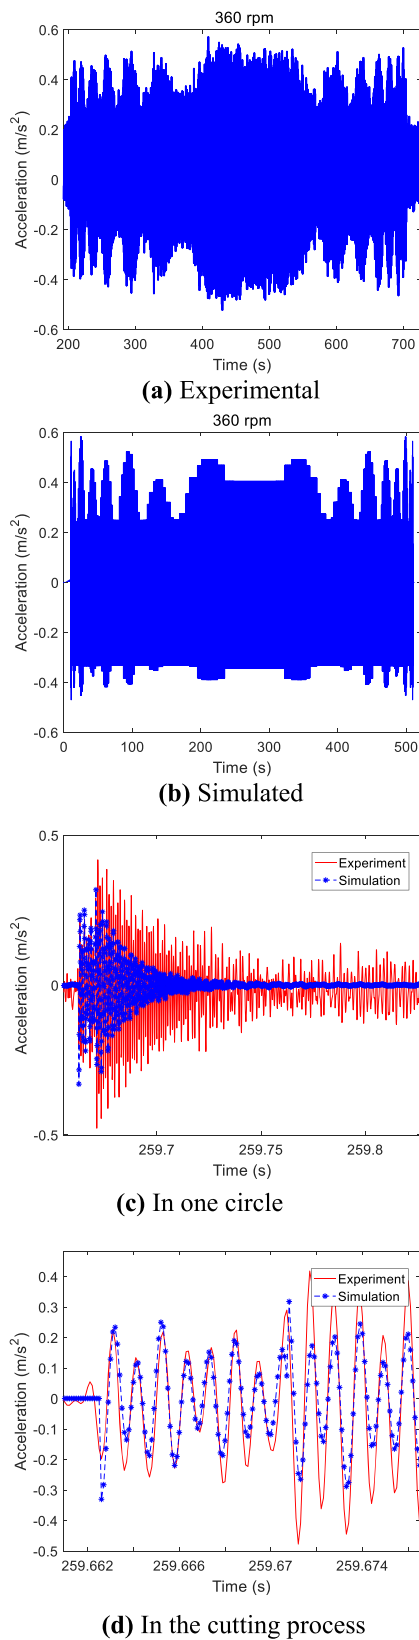 360 rpm
0.6
0.4
0.2
0
-0.2
-0.4
-0.6
Acceleration (m/s²)
200 300 400 500 600 700
Time (s)
(a) Experimental
360 rpm
0.6
0.4
0.2
0
-0.2
-0.4
-0.6
Acceleration (m/s²)
0 100 200 300 400 500
Time (s)
(b) Simulated
0.5
0
-0.5
Acceleration (m/s²)
Experiment
Simulation
259.7 259.75 259.8
Time (s)
(c) In one circle
0.4
0.3
0.2
0.1
0
-0.1
-0.2
-0.3
-0.4
-0.5
Acceleration (m/s²)
Experiment
Simulation
259.662 259.666 259.67 259.674
Time (s)
(d) In the cutting process